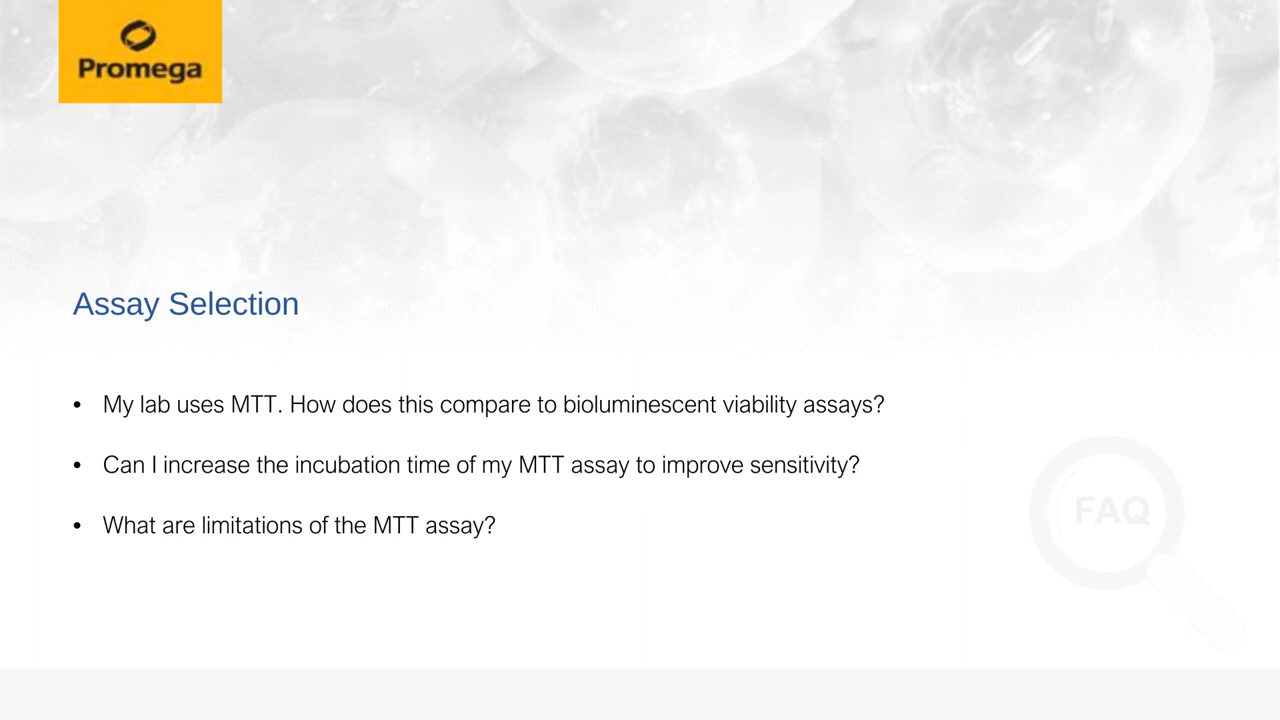 Promega
Assay Selection
• My lab uses MTT. How does this compare to bioluminescent viability assays?
• Can I increase the incubation time of my MTT assay to improve sensitivity?
• What are limitations of the MTT assay?
FAQ